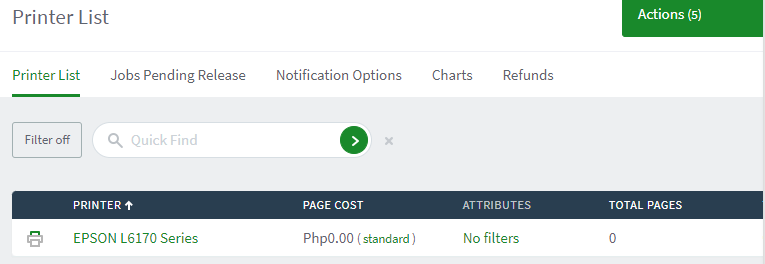 Printer List
Actions (5)
Printer List Jobs Pending Release Notification Options Charts Refunds
Filter off Quick Find
PRINTER PAGE COST ATTRIBUTES TOTAL PAGES
EPSON L6170 Series Php0.00 (standard) No filters 0